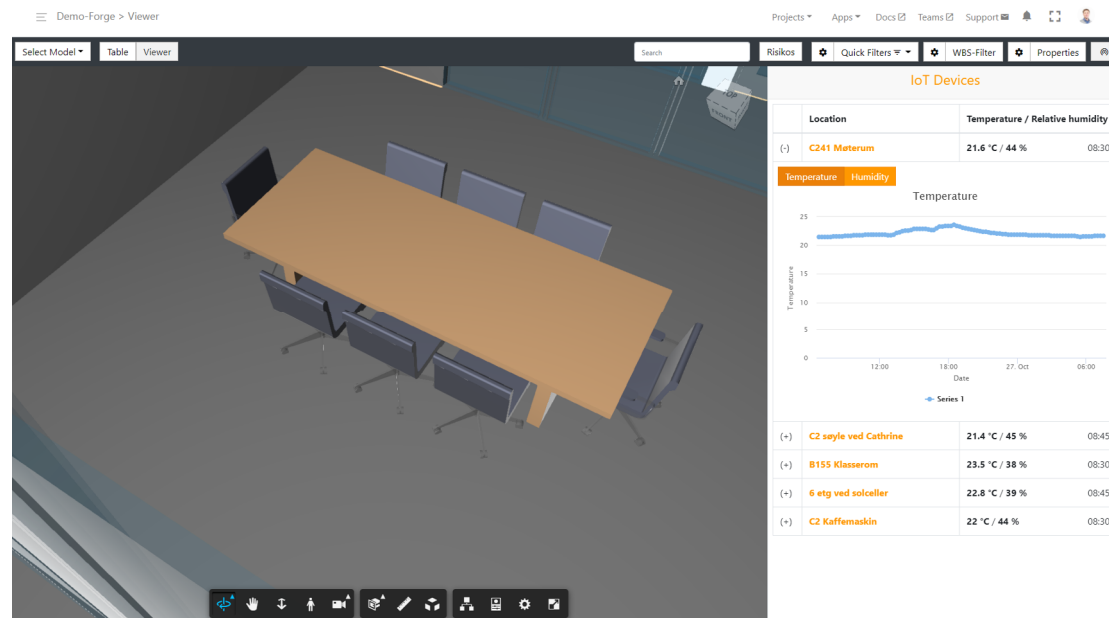 Demo-Forge > Viewer
Projects Apps Docs Teams Support
Select Model Table Viewer Search Risikos Quick Filters WBS-Filter Properties
TOP
FRONT
IoT Devices
Location Temperature / Relative humidity
(-) C241 Møterum 21.6 °C / 44 % 08:30
Temperature Humidity
Temperature
25
20
15
10
5
0
Temperature
12:00 18:00 27. Oct 06:00
Date
Series 1
(+) C2 søyle ved Cathrine 21.4 °C / 45 % 08:45
(+) B155 Klasserom 23.5 °C / 38 % 08:30
(+) 6 etg ved solceller 22.8 °C / 39 % 08:45
(+) C2 Kaffemaskin 22 °C / 44 % 08:30